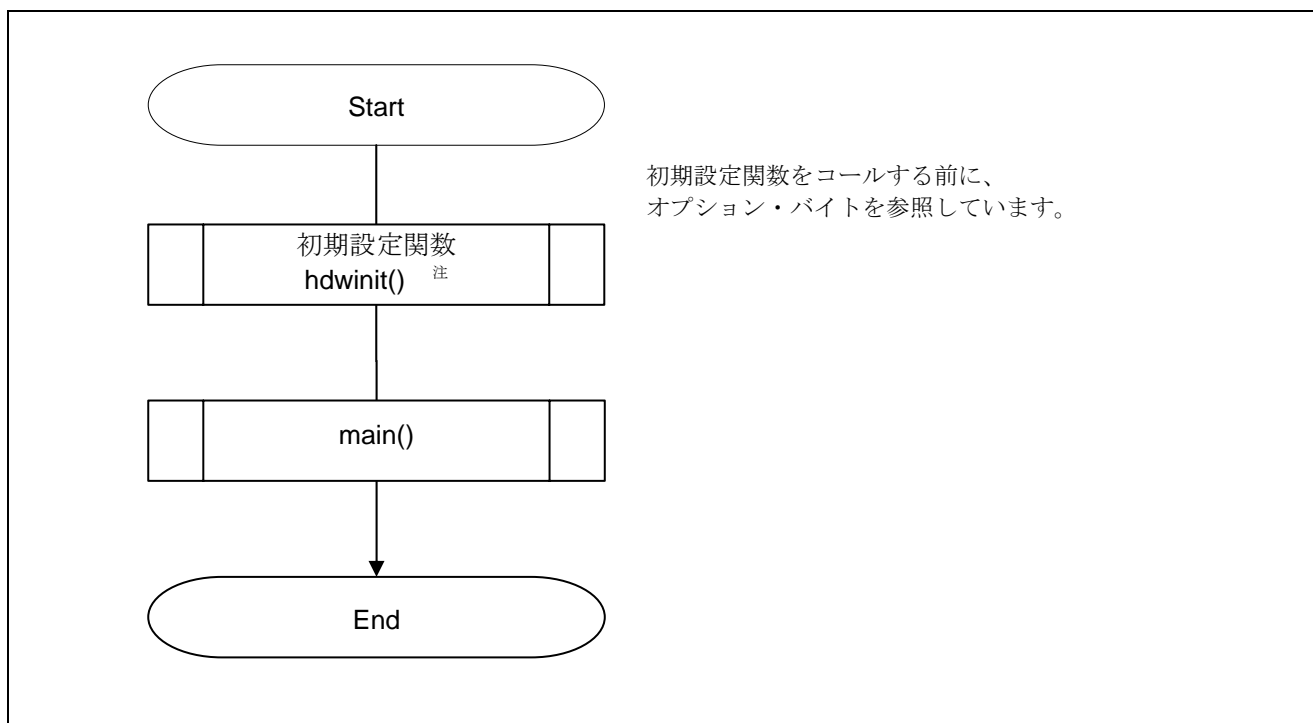 Start
初期設定関数をコールする前に、
オプション・バイトを参照しています。
初期設定関数
hdwinit() 注
main()
End